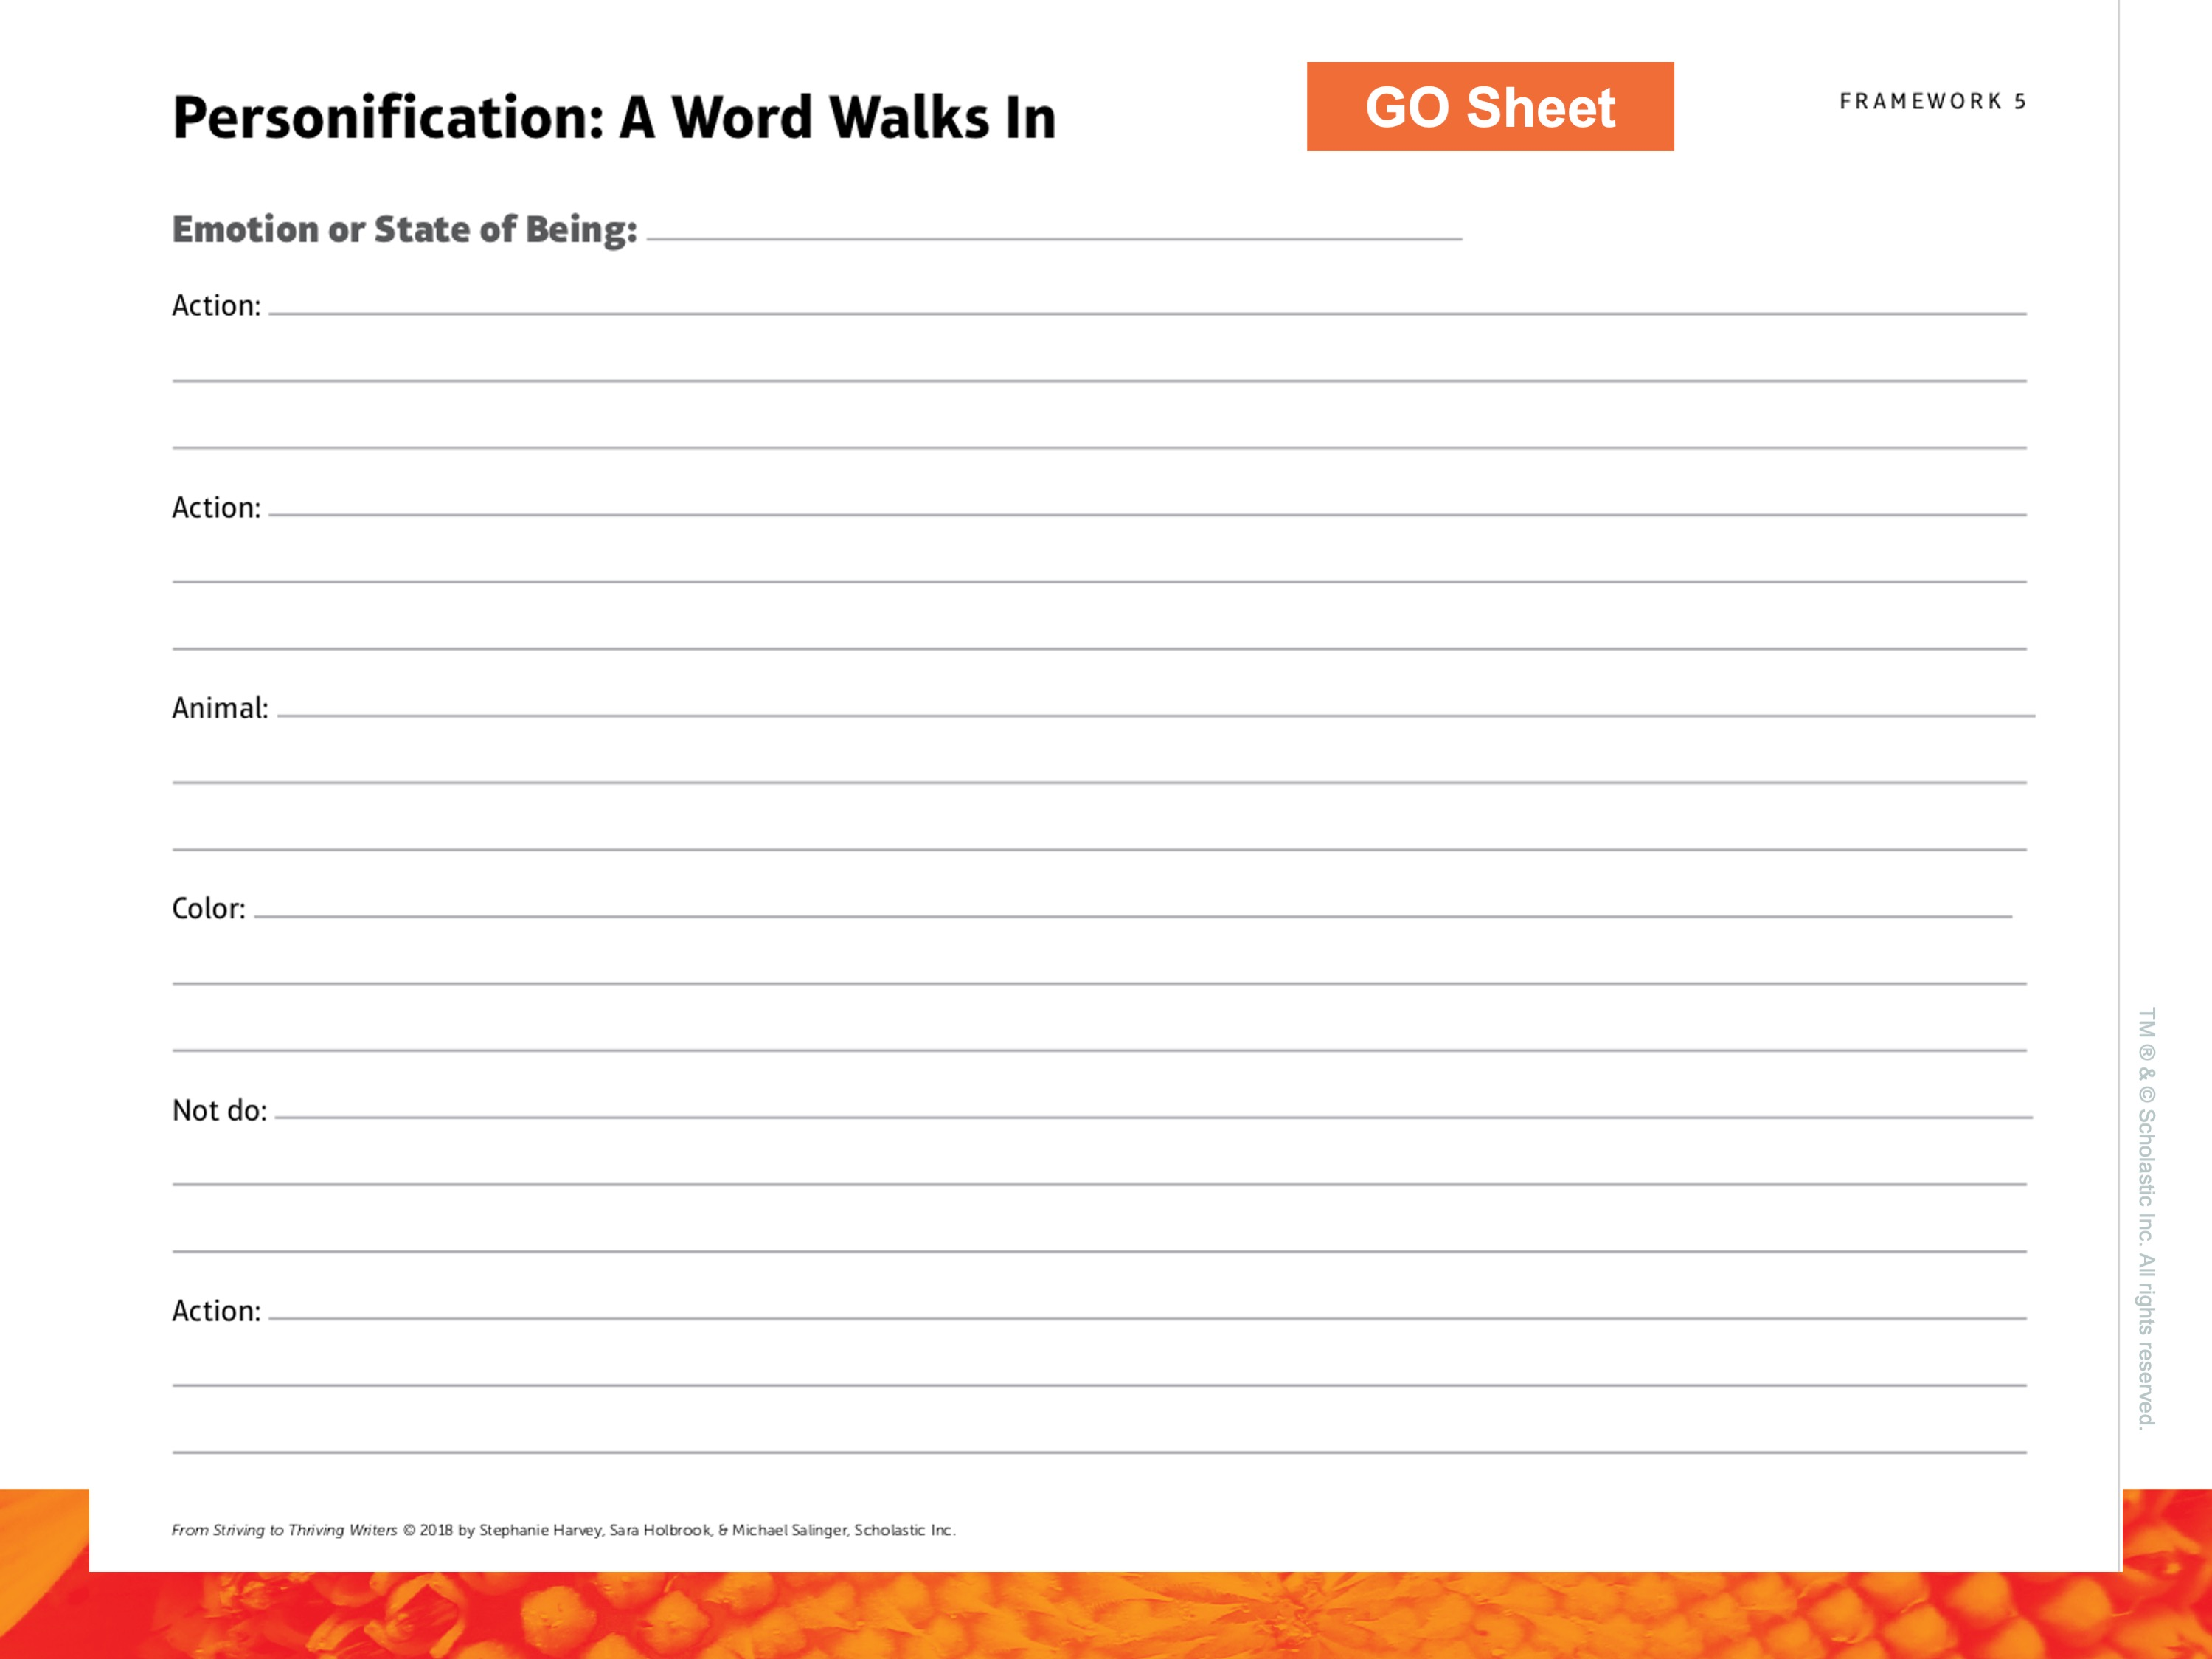 Personification: A Word Walks In
GO Sheet
FRAMEWORK 5
Emotion or State of Being:
Action:
Action:
Animal:
Color:
Not do:
Action:
From Striving to Thriving Writers © 2018 by Stephanie Harvey, Sara Holbrook, & Michael Salinger, Scholastic Inc.
TM ® & © Scholastic Inc. All rights reserved.